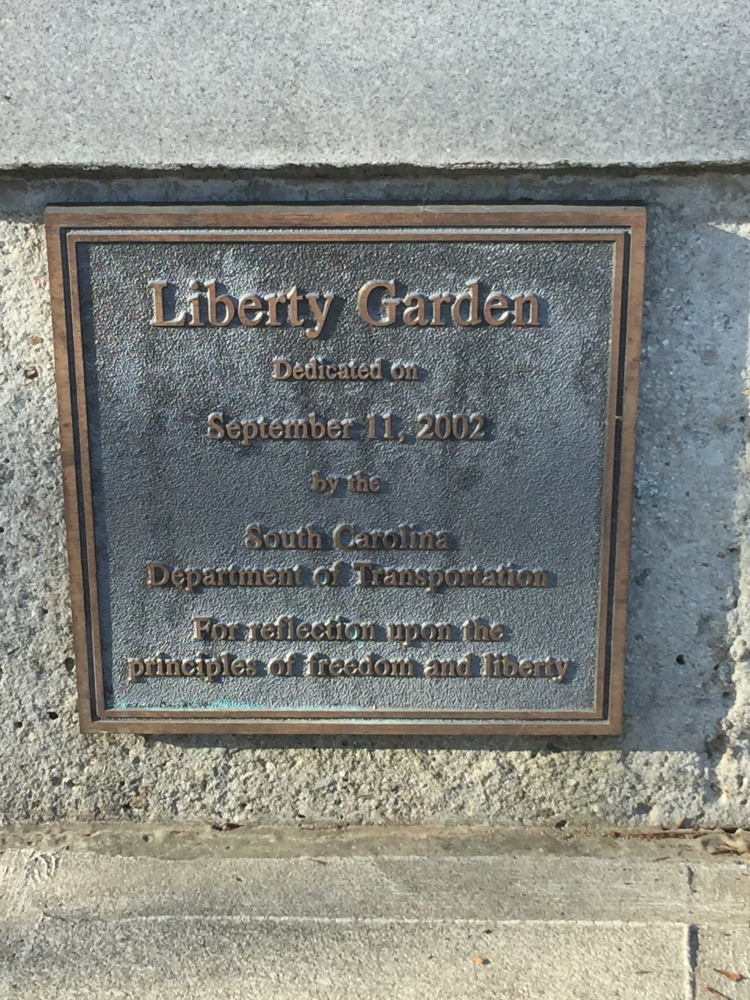 Liberty Garden
Dedicated on
September 11, 2002
by the
South Carolina
Department of Transportation
For reflection upon the
principles of freedom and liberty